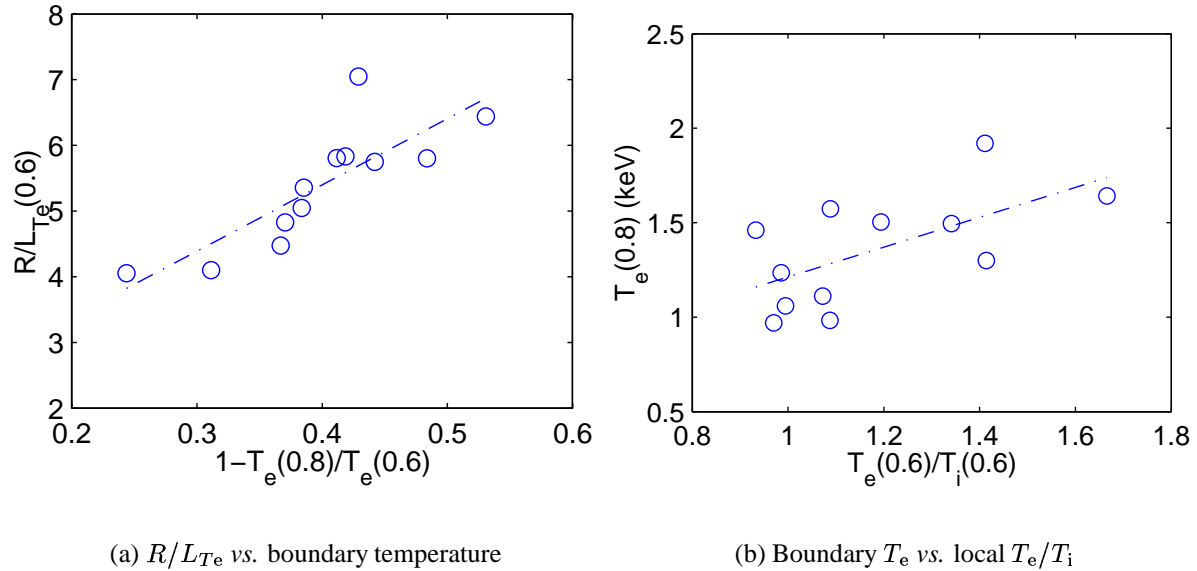 8
7
6
5
4
3
2
0.2 0.3 0.4 0.5 0.6
R/L_Te(0.6)
1−T_e(0.8)/T_e(0.6)
2.5
2
1.5
1
0.5
0.8 1 1.2 1.4 1.6 1.8
T_e(0.8) (keV)
T_e(0.6)/T_i(0.6)
(a) R/L_Te vs. boundary temperature
(b) Boundary T_e vs. local T_e/T_i